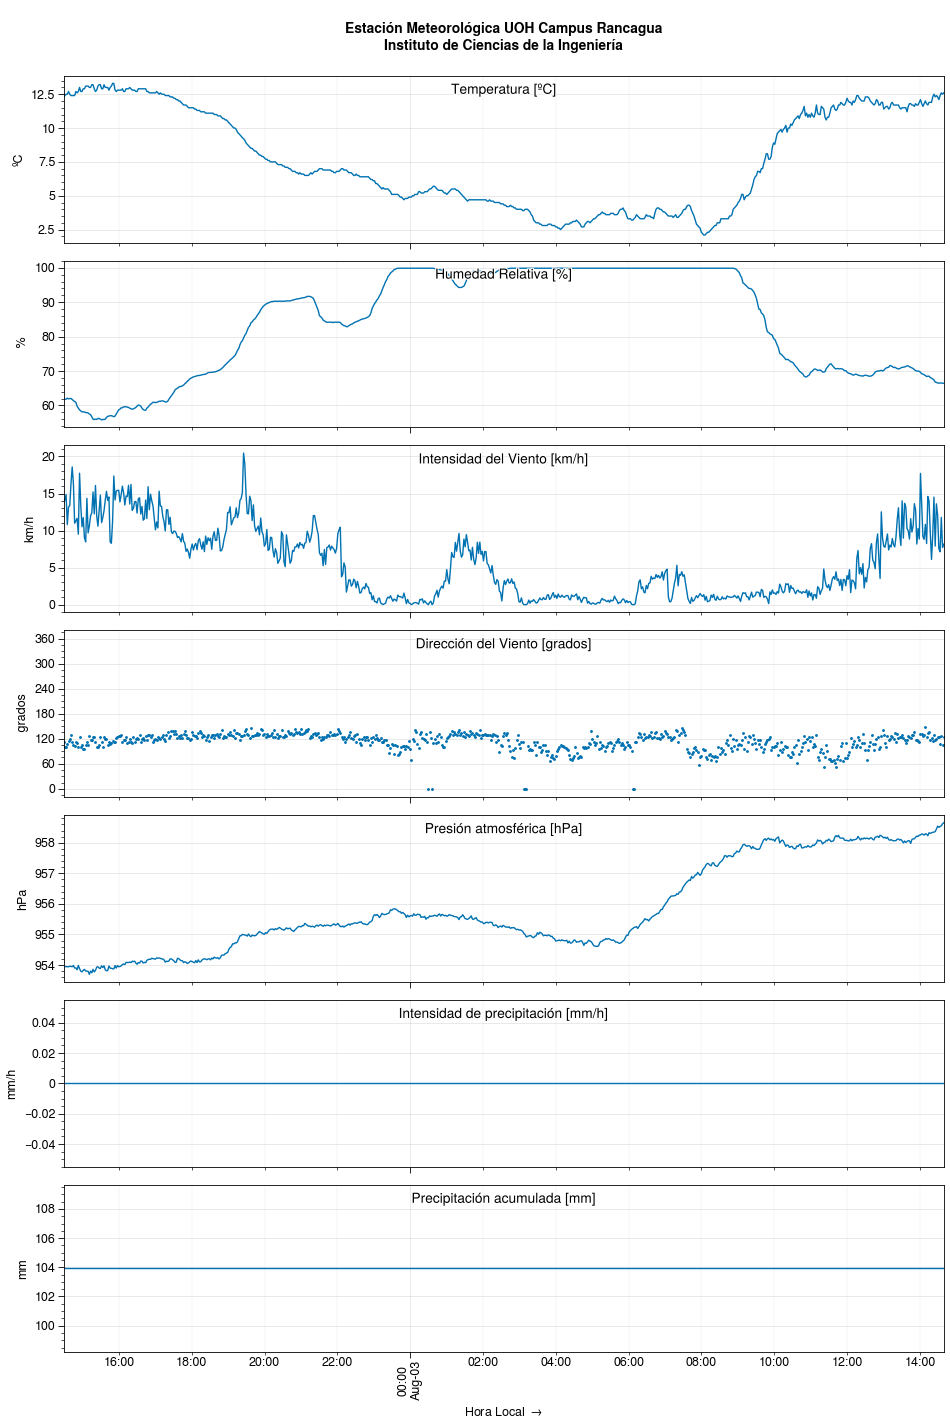 Estación Meteorológica UOH Campus Rancagua
Instituto de Ciencias de la Ingeniería
Temperatura [ºC]
12.5
10
7.5
5
2.5
ºC
Humedad Relativa [%]
100
90
80
70
60
%
Intensidad del Viento [km/h]
20
15
10
5
0
km/h
Dirección del Viento [grados]
360
300
240
180
120
60
0
grados
Presión atmosférica [hPa]
958
957
956
955
954
hPa
Intensidad de precipitación [mm/h]
0.04
0.02
0
−0.02
−0.04
mm/h
Precipitación acumulada [mm]
108
106
104
102
100
mm
16:00 18:00 20:00 22:00 00:00 02:00 04:00 06:00 08:00 10:00 12:00 14:00
Aug-03
Hora Local →